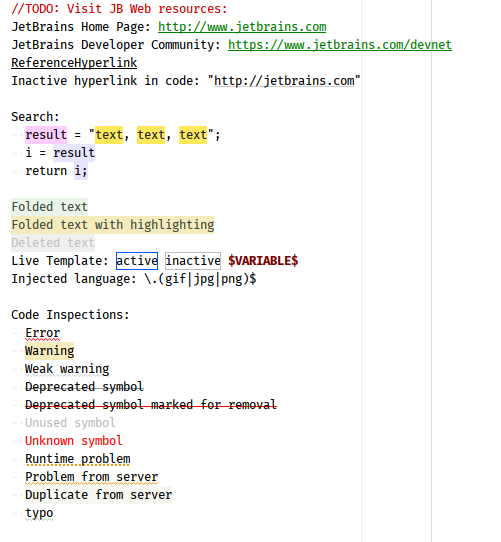 //TODO: Visit JB Web resources:
JetBrains Home Page: http://www.jetbrains.com
JetBrains Developer Community: https://www.jetbrains.com/devnet
ReferenceHyperlink
Inactive hyperlink in code: "http://jetbrains.com"
Search:
result = "text, text, text";
i = result
return i;
Folded text
Folded text with highlighting
Deleted text
Live Template: active inactive $VARIABLE$
Injected language: \.(gif|jpg|png)$
Code Inspections:
Error
Warning
Weak warning
Deprecated symbol
Deprecated symbol marked for removal
Unused symbol
Unknown symbol
Runtime problem
Problem from server
Duplicate from server
typo